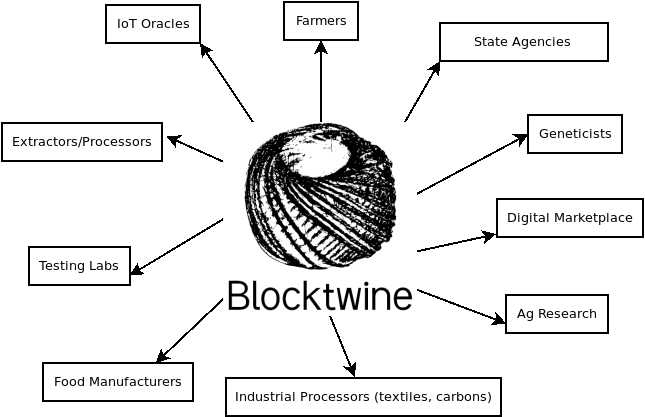 IoT Oracles
Farmers
State Agencies
Extractors/Processors
Geneticists
Digital Marketplace
Testing Labs
Blocktwine
Ag Research
Food Manufacturers
Industrial Processors (textiles, carbons)